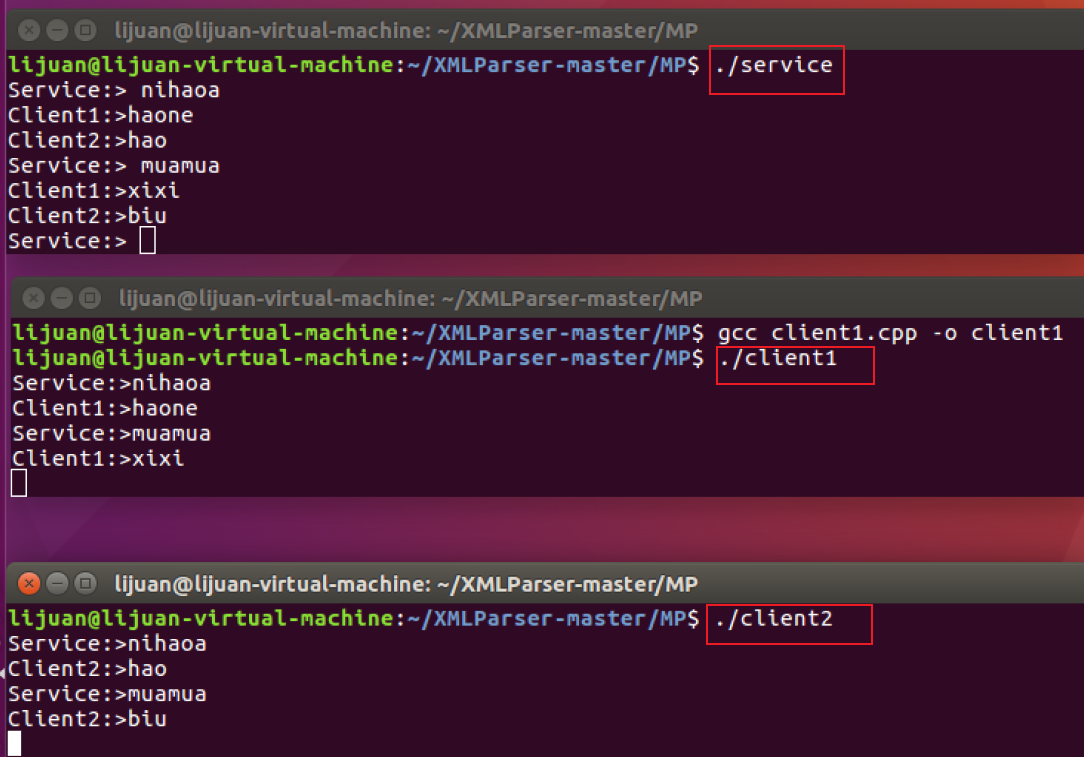 lijuan@lijuan-virtual-machine: ~/XMLParser-master/MP
lijuan@lijuan-virtual-machine:~/XMLParser-master/MP$ ./service
Service:> nihaoa
Client1:>haone
Client2:>hao
Service:> muamua
Client1:>xixi
Client2:>biu
Service:>
lijuan@lijuan-virtual-machine: ~/XMLParser-master/MP
lijuan@lijuan-virtual-machine:~/XMLParser-master/MP$ gcc client1.cpp -o client1
lijuan@lijuan-virtual-machine:~/XMLParser-master/MP$ ./client1
Service:>nihaoa
Client1:>haone
Service:>muamua
Client1:>xixi
lijuan@lijuan-virtual-machine: ~/XMLParser-master/MP
lijuan@lijuan-virtual-machine:~/XMLParser-master/MP$ ./client2
Service:>nihaoa
Client2:>hao
Service:>muamua
Client2:>biu